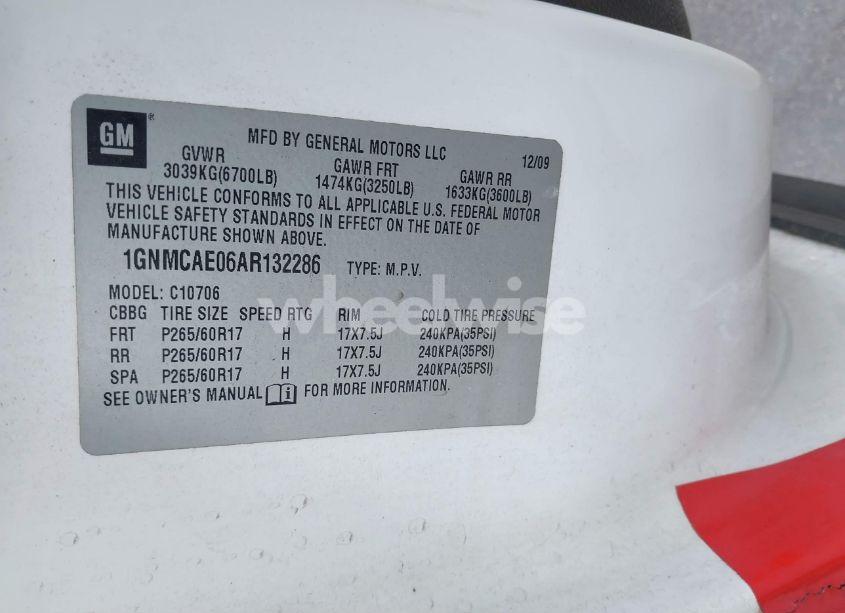 GM
MFD BY GENERAL MOTORS LLC
12/09
GVWR
GAWR FRT
GAWR RR
3039KG(6700LB)
1474KG(3250LB)
1633KG(3600LB)
THIS VEHICLE CONFORMS TO ALL APPLICABLE U.S. FEDERAL MOTOR
VEHICLE SAFETY STANDARDS IN EFFECT ON THE DATE OF
MANUFACTURE SHOWN ABOVE.
1GNMCAE06AR132286 TYPE: M.P.V.
MODEL: C10706
CBBG TIRE SIZE SPEED RTG RIM COLD TIRE PRESSURE
FRT P265/60R17 H 17X7.5J 240KPA(35PSI)
RR P265/60R17 H 17X7.5J 240KPA(35PSI)
SPA P265/60R17 H 17X7.5J 240KPA(35PSI)
SEE OWNER'S MANUAL i FOR MORE INFORMATION.
wheelwise